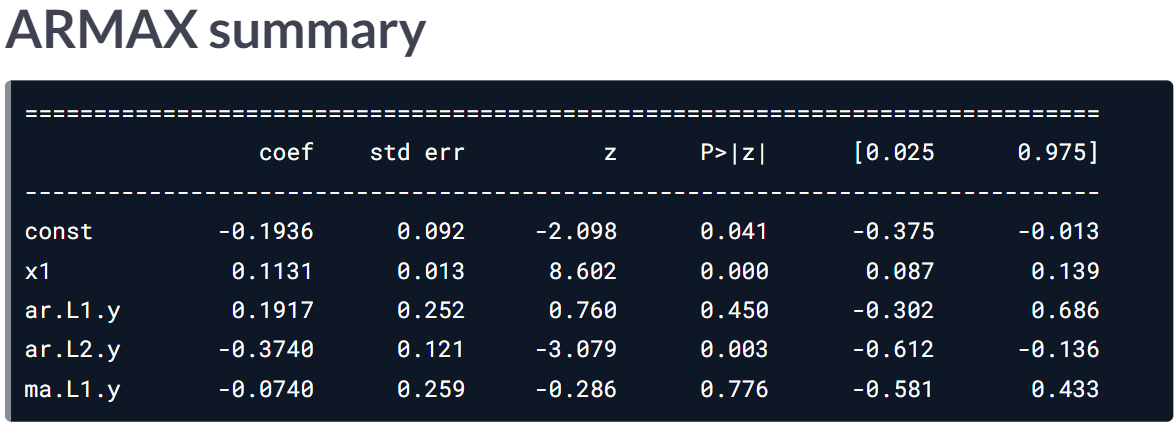 ARMAX summary
==============================================================================
                 coef    std err          z      P>|z|      [0.025      0.975]
------------------------------------------------------------------------------
const         -0.1936      0.092     -2.098      0.041      -0.375      -0.013
x1             0.1131      0.013      8.602      0.000       0.087       0.139
ar.L1.y        0.1917      0.252      0.760      0.450      -0.302       0.686
ar.L2.y       -0.3740      0.121     -3.079      0.003      -0.612      -0.136
ma.L1.y       -0.0740      0.259     -0.286      0.776      -0.581       0.433